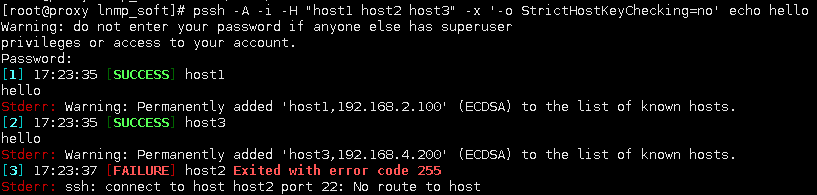 [root@proxy lnmp_soft]# pssh -A -i -H "host1 host2 host3" -x '-o StrictHostKeyChecking=no' echo hello
Warning: do not enter your password if anyone else has superuser
privileges or access to your account.
Password:
[1] 17:23:35 [SUCCESS] host1
hello
Stderr: Warning: Permanently added 'host1,192.168.2.100' (ECDSA) to the list of known hosts.
[2] 17:23:35 [SUCCESS] host3
hello
Stderr: Warning: Permanently added 'host3,192.168.4.200' (ECDSA) to the list of known hosts.
[3] 17:23:37 [FAILURE] host2 Exited with error code 255
Stderr: ssh: connect to host host2 port 22: No route to host